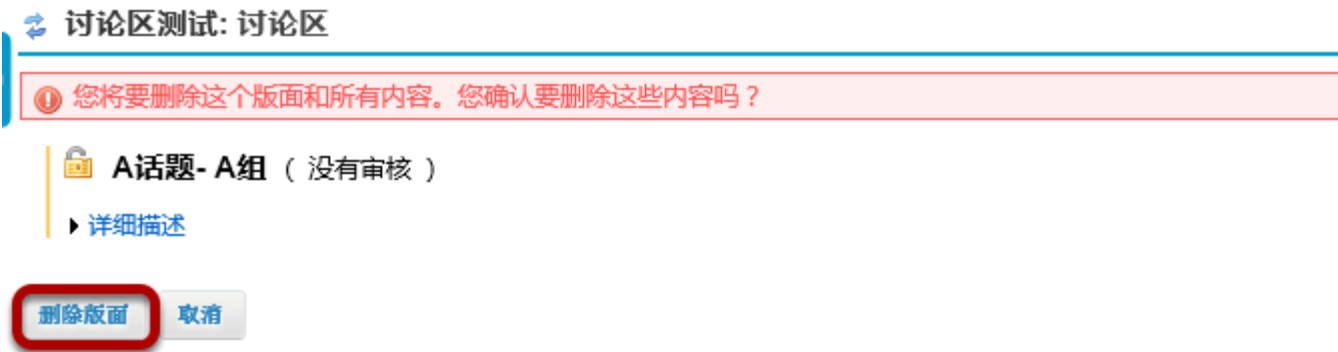 讨论区测试: 讨论区
您将要删除这个版面和所有内容。您确认要删除这些内容吗？
A话题- A组 （ 没有审核 ）
详细描述
删除版面 取消